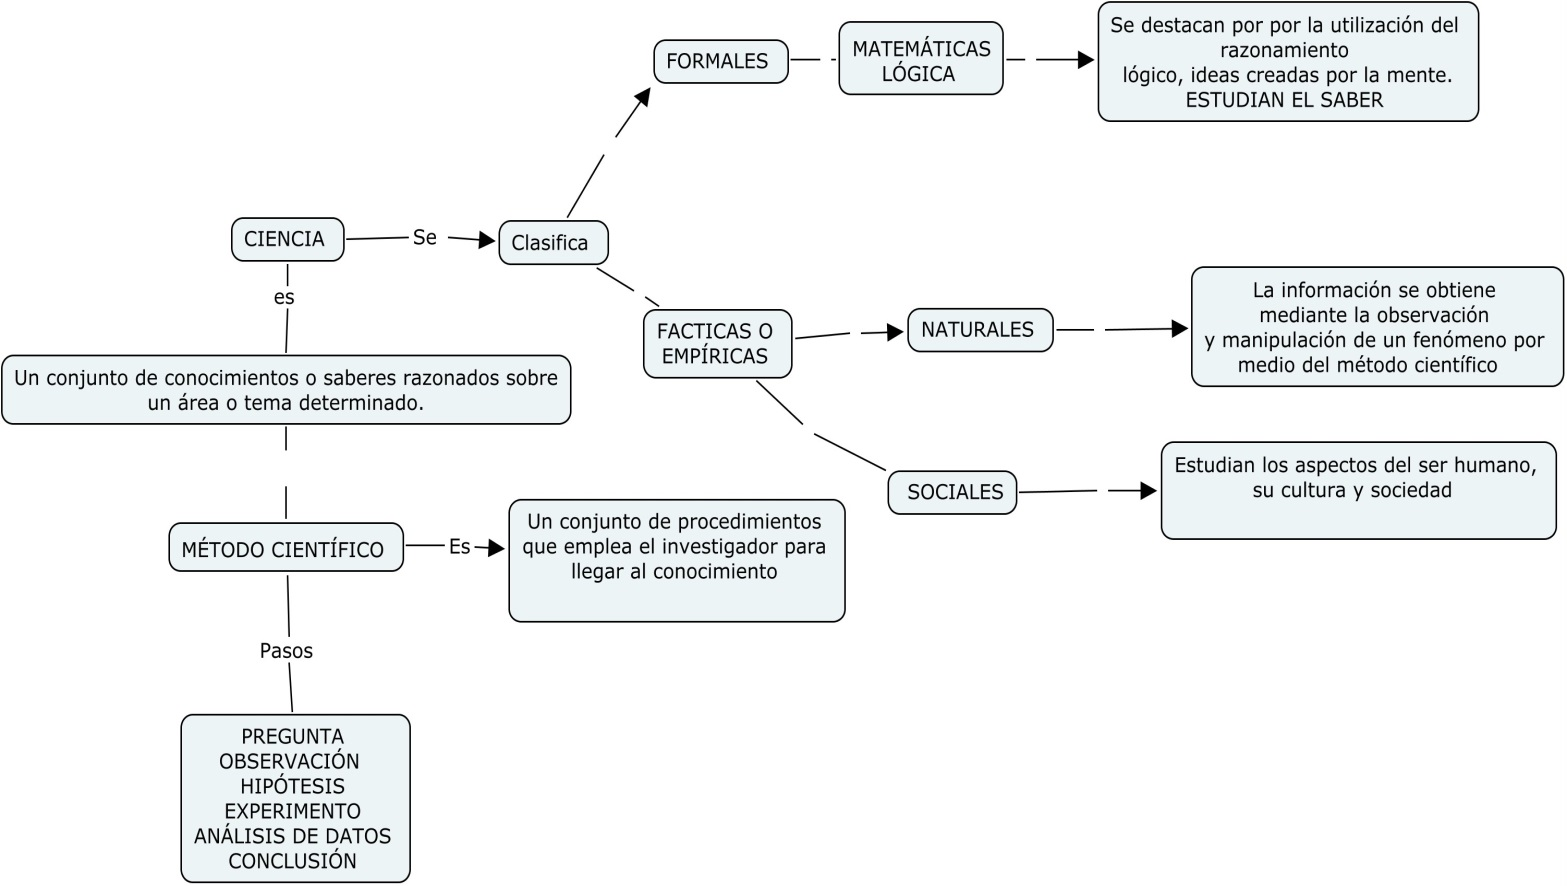 FORMALES
MATEMÁTICAS
LÓGICA
Se destacan por por la utilización del
razonamiento
lógico, ideas creadas por la mente.
ESTUDIAN EL SABER
CIENCIA
Se
Clasifica
es
Un conjunto de conocimientos o saberes razonados sobre
un área o tema determinado.
FACTICAS O
EMPÍRICAS
NATURALES
La información se obtiene
mediante la observación
y manipulación de un fenómeno por
medio del método científico
SOCIALES
Estudian los aspectos del ser humano,
su cultura y sociedad
MÉTODO CIENTÍFICO
Es
Un conjunto de procedimientos
que emplea el investigador para
llegar al conocimiento
Pasos
PREGUNTA
OBSERVACIÓN
HIPÓTESIS
EXPERIMENTO
ANÁLISIS DE DATOS
CONCLUSIÓN